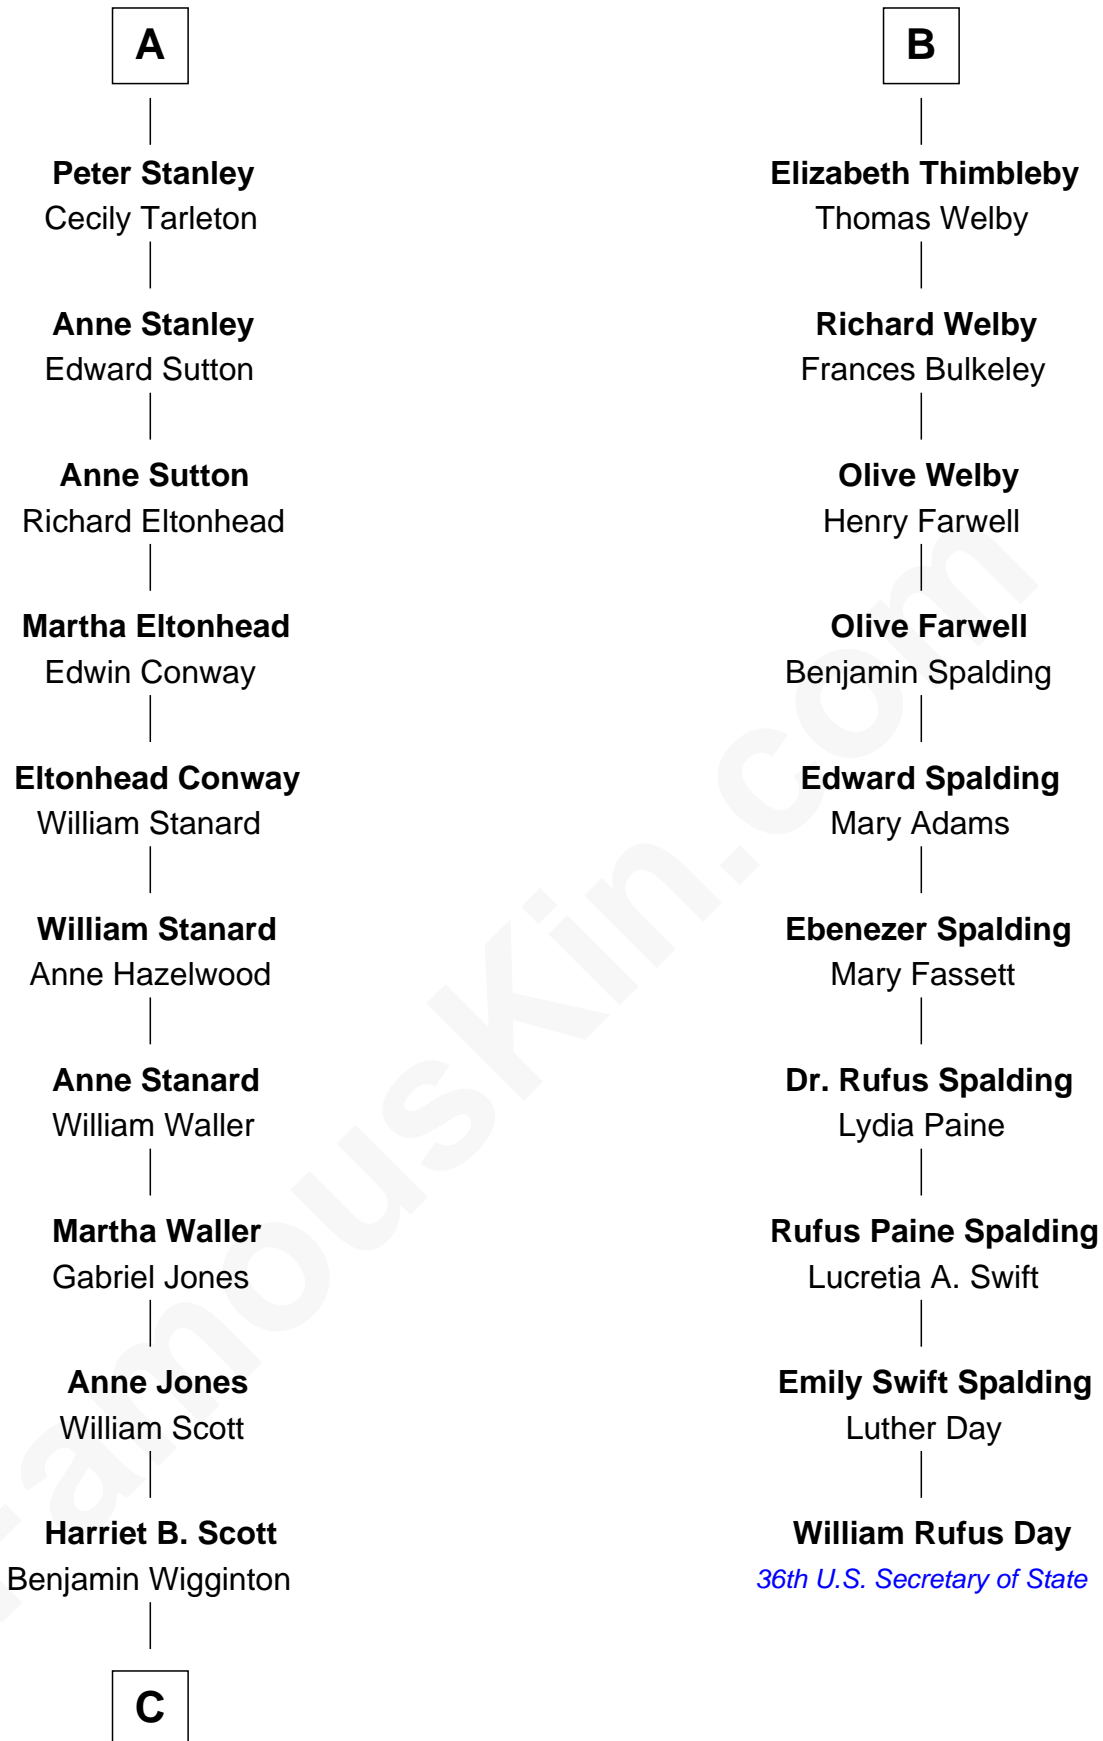 A
Peter Stanley
Cecily Tarleton
Anne Stanley
Edward Sutton
Anne Sutton
Richard Eltonhead
Martha Eltonhead
Edwin Conway
Eltonhead Conway
William Stanard
William Stanard
Anne Hazelwood
Anne Stanard
William Waller
Martha Waller
Gabriel Jones
Anne Jones
William Scott
Harriet B. Scott
Benjamin Wigginton
C
B
Elizabeth Thimbleby
Thomas Welby
Richard Welby
Frances Bulkeley
Olive Welby
Henry Farwell
Olive Farwell
Benjamin Spalding
Edward Spalding
Mary Adams
Ebenezer Spalding
Mary Fassett
Dr. Rufus Spalding
Lydia Paine
Rufus Paine Spalding
Lucretia A. Swift
Emily Swift Spalding
Luther Day
William Rufus Day
36th U.S. Secretary of State
FamousKin.com